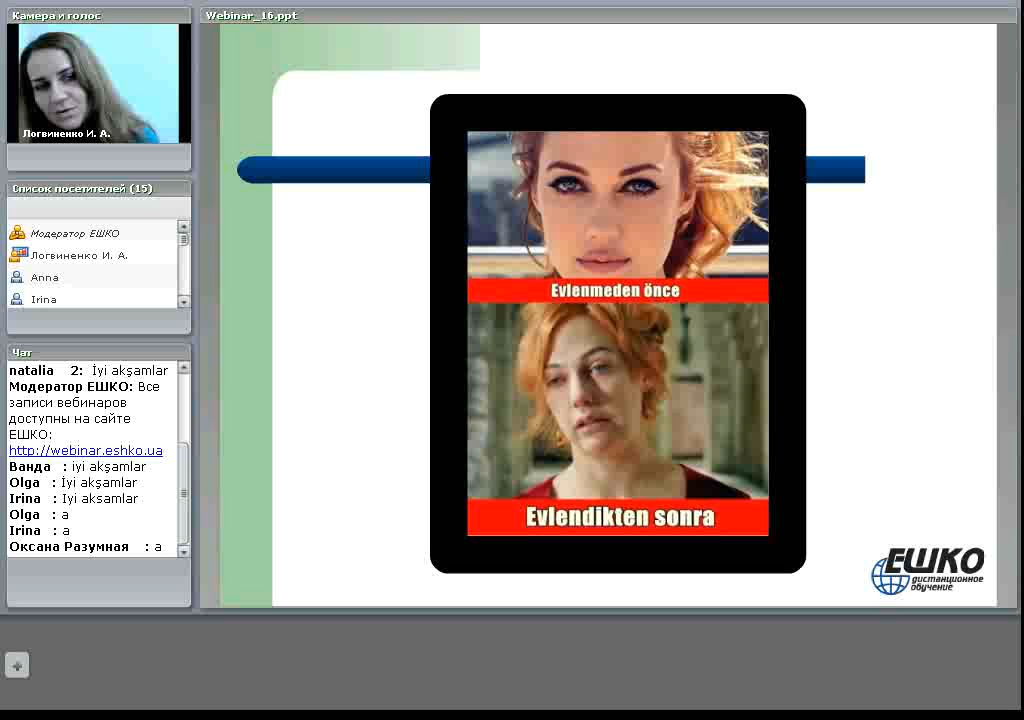 Камера и голос
Логвиненко И. А.
Список посетителей (15)
Модератор ЕШКО
Логвиненко И. А.
Anna
Irina
Чат
natalia 2: İyi akşamlar
Модератор ЕШКО: Все
записи вебинаров
доступны на сайте
ЕШКО:
http://webinar.eshko.ua
Ванда : iyi akşamlar
Olga : İyi akşamlar
Irina : Iyi aksamlar
Olga : a
Irina : a
Оксана Разумная : a
Webinar_16.ppt
Evlenmeden önce
Evlendikten sonra
ЕШКО
дистанционное
обучение